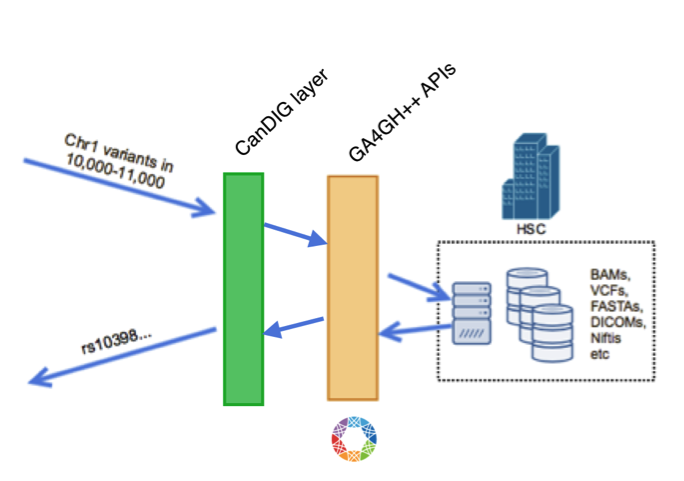 CanDIG layer
GA4GH++ APIs
Chr1 variants in
10,000-11,000
HSC
BAMs,
VCFs,
FASTAs,
DICOMs,
Niftis
etc
rs10398...